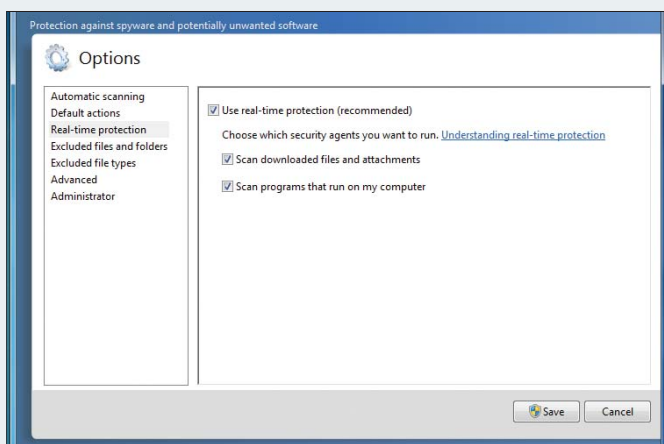 Protection against spyware and potentially unwanted software
Options
Automatic scanning
Default actions
Real-time protection
Excluded files and folders
Excluded file types
Advanced
Administrator
Use real-time protection (recommended)
Choose which security agents you want to run. Understanding real-time protection
Scan downloaded files and attachments
Scan programs that run on my computer
Save
Cancel